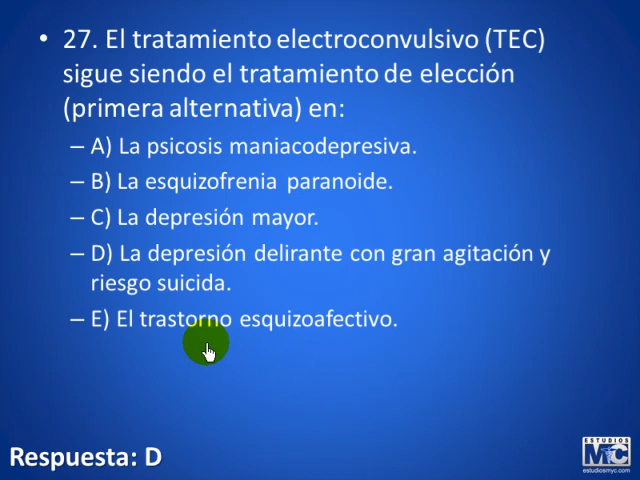 • 27. El tratamiento electroconvulsivo (TEC)
sigue siendo el tratamiento de elección
(primera alternativa) en:
– A) La psicosis maniacodepresiva.
– B) La esquizofrenia paranoide.
– C) La depresión mayor.
– D) La depresión delirante con gran agitación y
riesgo suicida.
– E) El trastorno esquizoafectivo.
Respuesta: D
ESTUDIOS
MyC
estudiosmyc.com